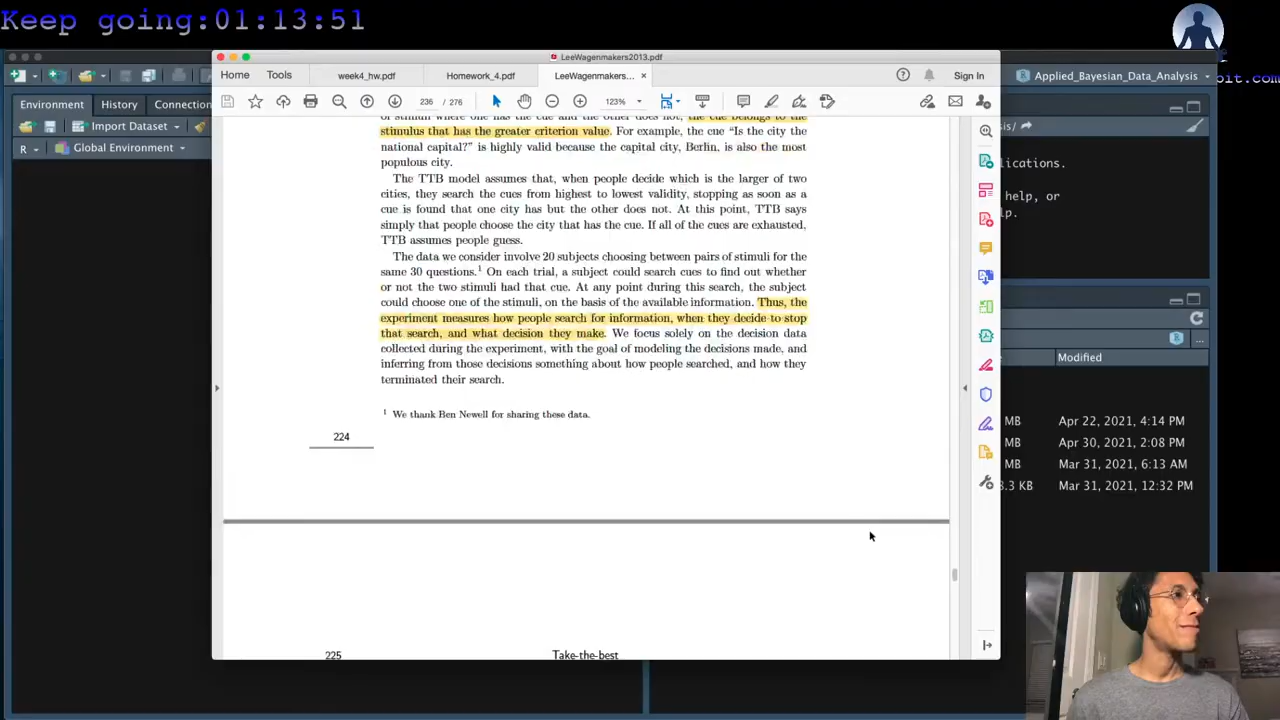 Keep going:01:13:51
LeeWagenmakers2013.pdf
Home Tools week4_hw.pdf Homework_4.pdf LeeWagenmakers... × Sign In
Applied_Bayesian_Data_Analysis
oit.com
236 / 276 123%
Environment History Connection
Import Dataset
R Global Environment
sis/
stimulus that has the greater criterion value. For example, the cue “Is the city the
national capital?” is highly valid because the capital city, Berlin, is also the most
populous city.
The TTB model assumes that, when people decide which is the larger of two
cities, they search the cues from highest to lowest validity, stopping as soon as a
cue is found that one city has but the other does not. At this point, TTB says
simply that people choose the city that has the cue. If all of the cues are exhausted,
TTB assumes people guess.
The data we consider involve 20 subjects choosing between pairs of stimuli for the
same 30 questions.1 On each trial, a subject could search cues to find out whether
or not the two stimuli had that cue. At any point during this search, the subject
could choose one of the stimuli, on the basis of the available information. Thus, the
experiment measures how people search for information, when they decide to stop
that search, and what decision they make. We focus solely on the decision data
collected during the experiment, with the goal of modeling the decisions made, and
inferring from those decisions something about how people searched, and how they
terminated their search.
1 We thank Ben Newell for sharing these data.
224
225 Take-the-best
lications.
help, or
lp.
Modified
MB Apr 22, 2021, 4:14 PM
MB Apr 30, 2021, 2:08 PM
MB Mar 31, 2021, 6:13 AM
3.3 KB Mar 31, 2021, 12:32 PM